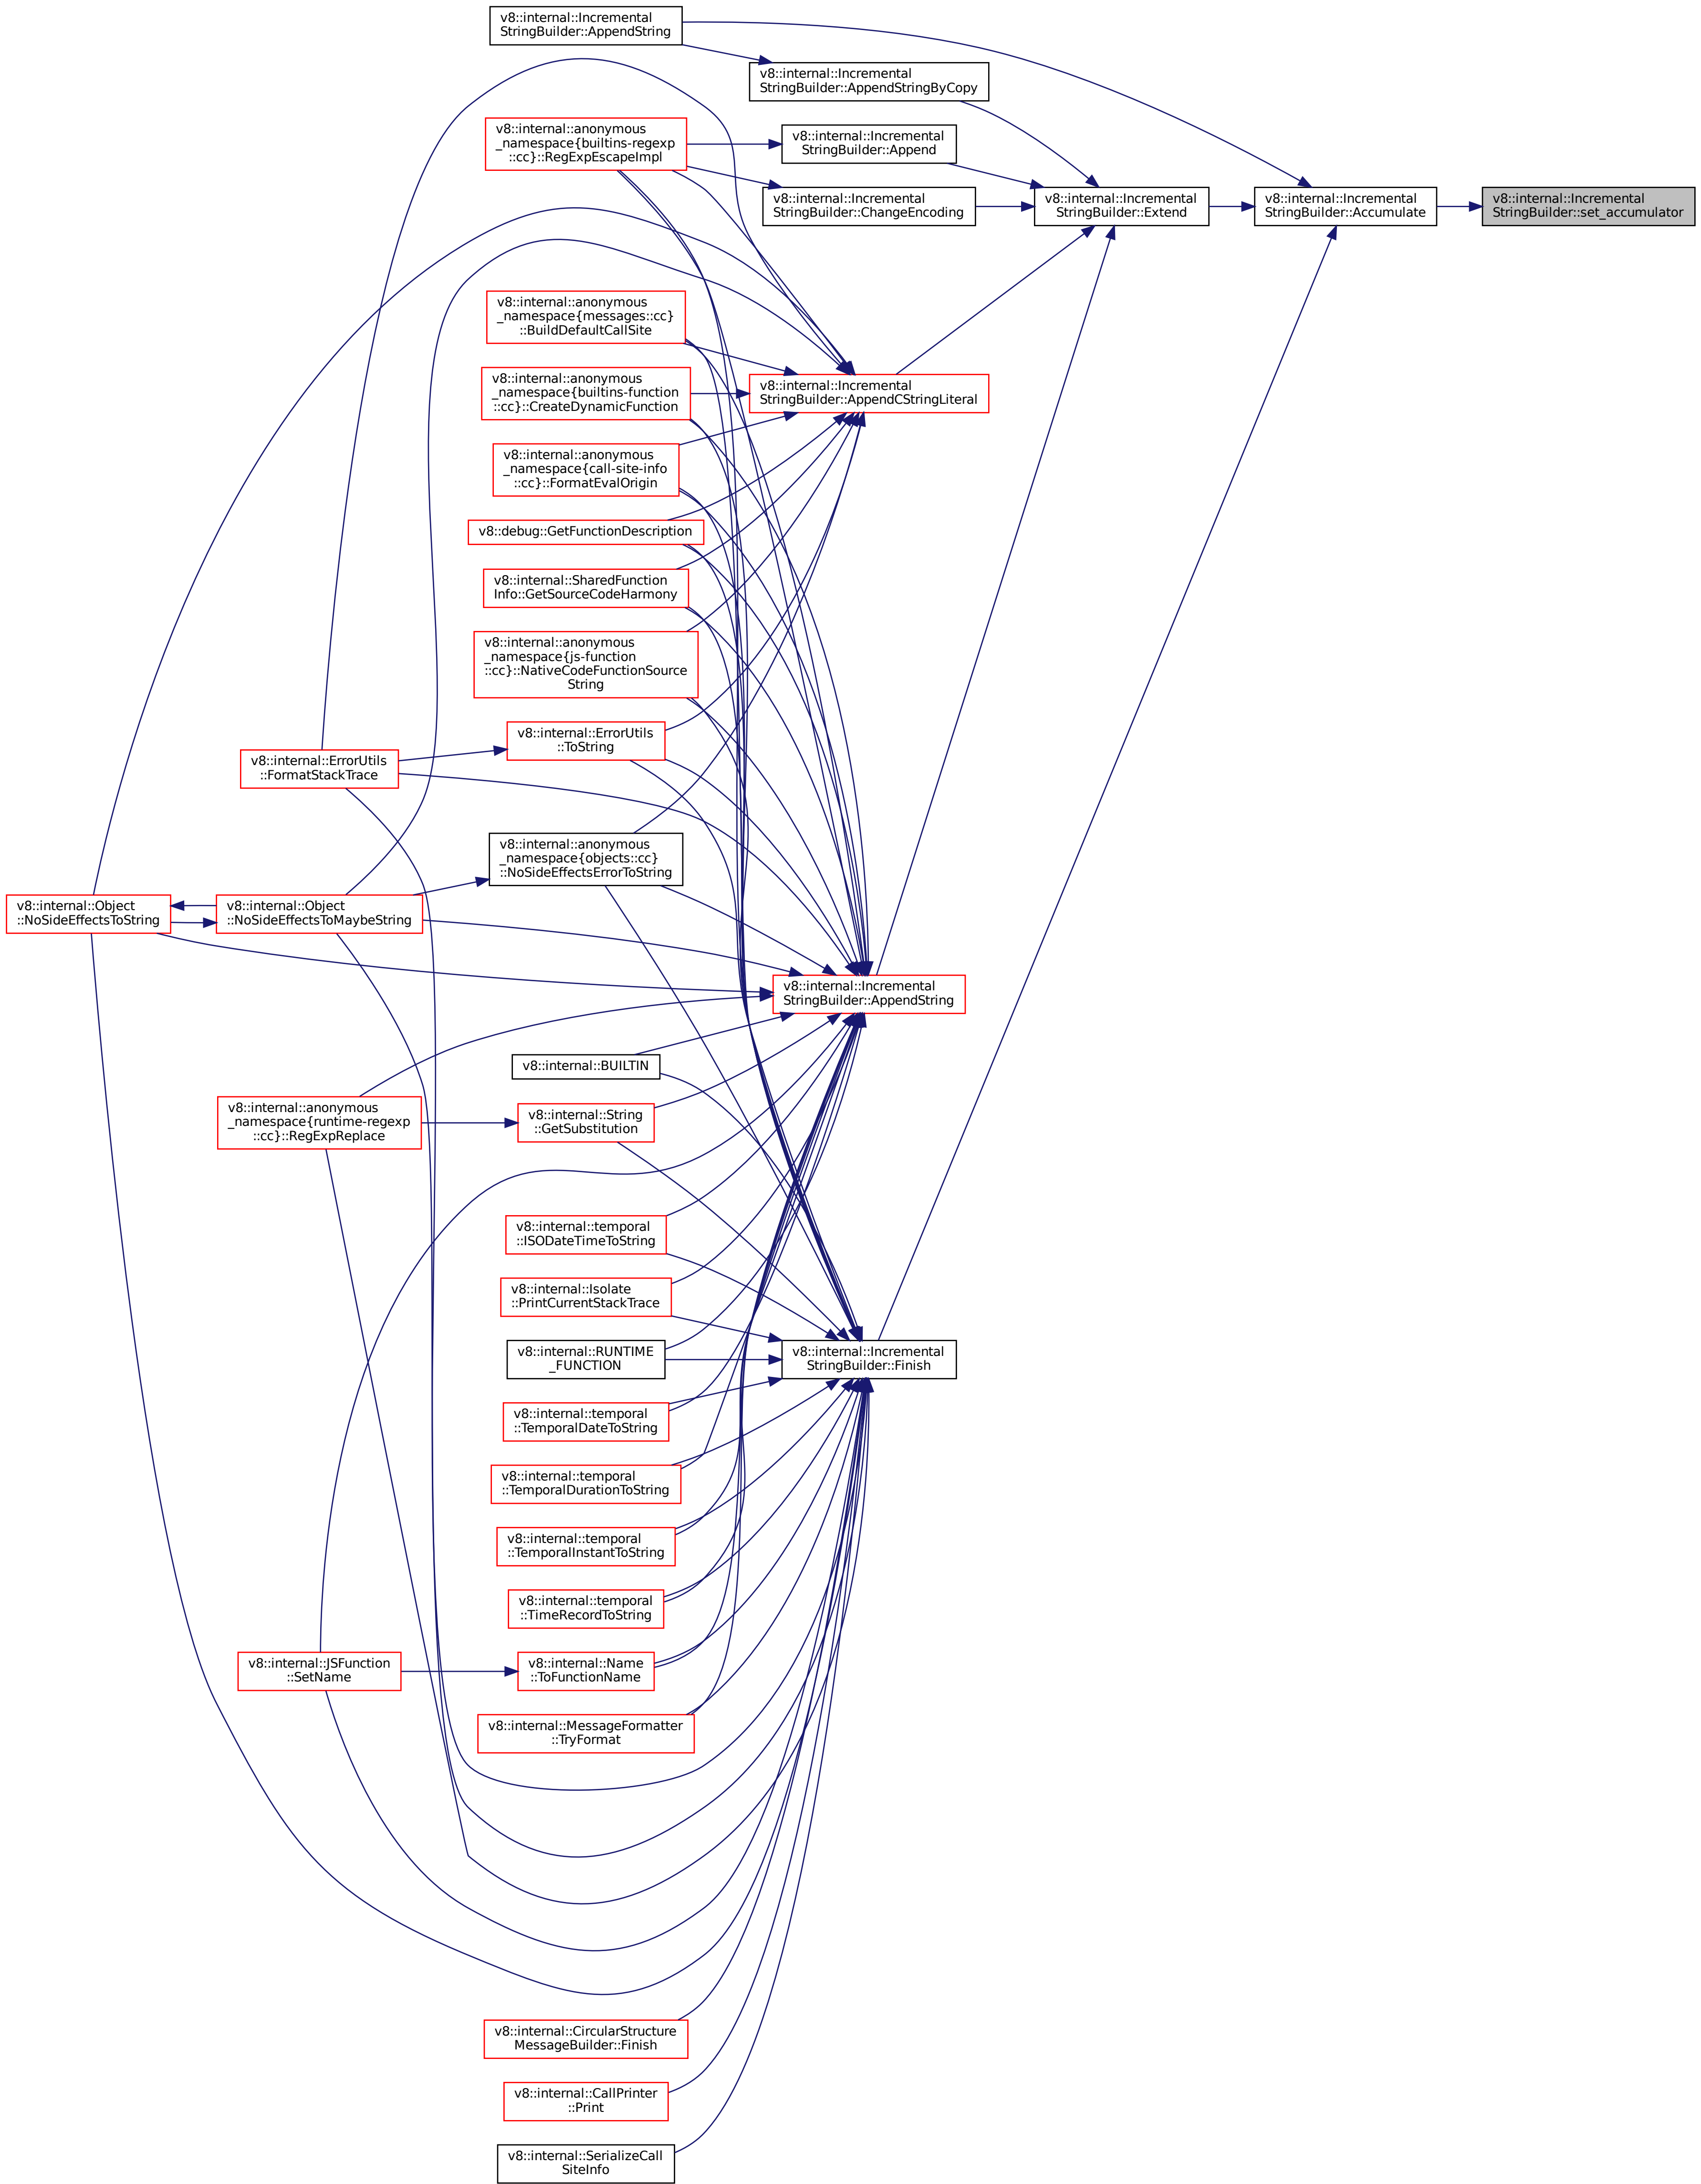 v8::internal::Incremental
StringBuilder::AppendString
v8::internal::Incremental
StringBuilder::AppendStringByCopy
v8::internal::anonymous
_namespace{builtins-regexp
::cc}::RegExpEscapeImpl
v8::internal::Incremental
StringBuilder::Append
v8::internal::Incremental
StringBuilder::ChangeEncoding
v8::internal::Incremental
StringBuilder::Extend
v8::internal::Incremental
StringBuilder::Accumulate
v8::internal::Incremental
StringBuilder::set_accumulator
v8::internal::anonymous
_namespace{messages::cc}
::BuildDefaultCallSite
v8::internal::anonymous
_namespace{builtins-function
::cc}::CreateDynamicFunction
v8::internal::Incremental
StringBuilder::AppendCStringLiteral
v8::internal::anonymous
_namespace{call-site-info
::cc}::FormatEvalOrigin
v8::debug::GetFunctionDescription
v8::internal::SharedFunction
Info::GetSourceCodeHarmony
v8::internal::anonymous
_namespace{js-function
::cc}::NativeCodeFunctionSource
String
v8::internal::ErrorUtils
::ToString
v8::internal::ErrorUtils
::FormatStackTrace
v8::internal::anonymous
_namespace{objects::cc}
::NoSideEffectsErrorToString
v8::internal::Object
::NoSideEffectsToString
v8::internal::Object
::NoSideEffectsToMaybeString
v8::internal::Incremental
StringBuilder::AppendString
v8::internal::BUILTIN
v8::internal::anonymous
_namespace{runtime-regexp
::cc}::RegExpReplace
v8::internal::String
::GetSubstitution
v8::internal::temporal
::ISODateTimeToString
v8::internal::Isolate
::PrintCurrentStackTrace
v8::internal::RUNTIME
_FUNCTION
v8::internal::Incremental
StringBuilder::Finish
v8::internal::temporal
::TemporalDateToString
v8::internal::temporal
::TemporalDurationToString
v8::internal::temporal
::TemporalInstantToString
v8::internal::temporal
::TimeRecordToString
v8::internal::JSFunction
::SetName
v8::internal::Name
::ToFunctionName
v8::internal::MessageFormatter
::TryFormat
v8::internal::CircularStructure
MessageBuilder::Finish
v8::internal::CallPrinter
::Print
v8::internal::SerializeCall
SiteInfo